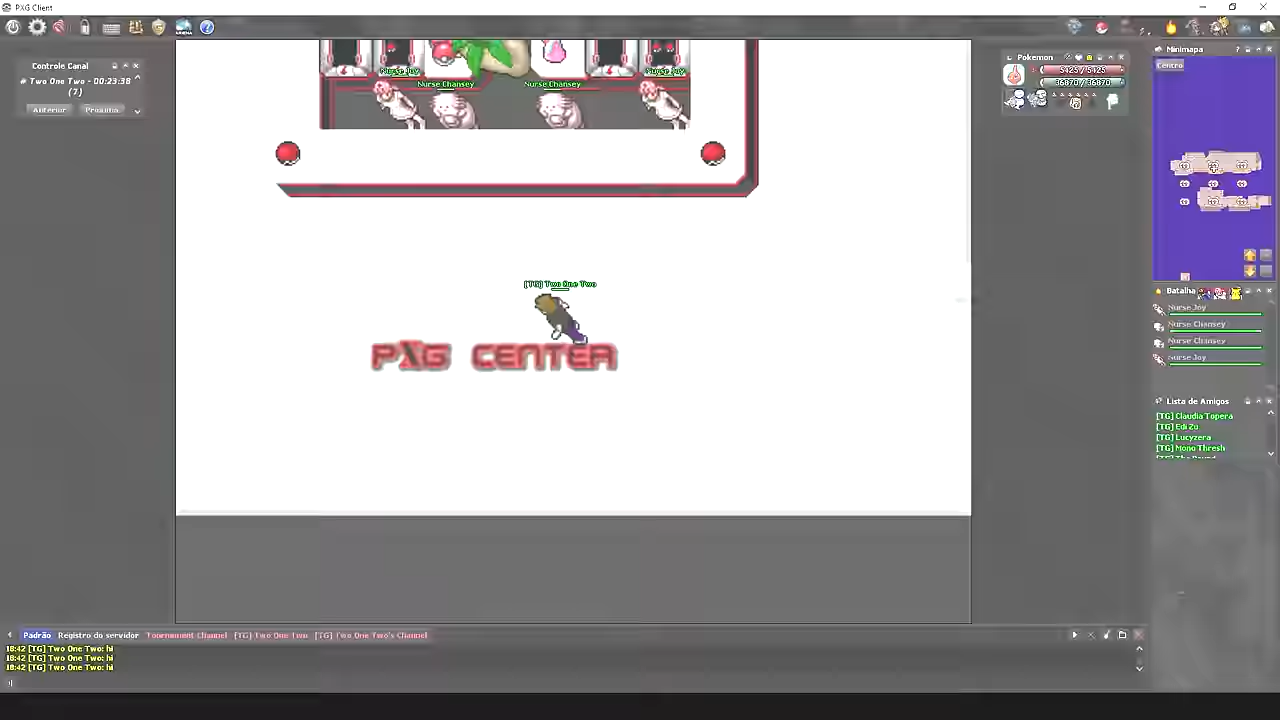 PXG Client
Controle Canal
# Two One Two - 00:23:38
(7)
Anterior Proximo
Nurse Joy
Nurse Joy
Nurse Chansey
Nurse Chansey
[TG] Two One Two
PXG CENTER
Pokemon
5425 / 5425
Minimapa
Centro
Batalha
Nurse Joy
Nurse Chansey
Nurse Chansey
Nurse Joy
Lista de Amigos
[TG] Claudia Tapera
[TG] Edi Zu
[TG] Lucyzera
[TG] Mono Thresh
Padrão Registro do servidor Tournament Channel [TG] Two One Two [TG] Two One Two's Channel
18:42 [TG] Two One Two: hi
18:42 [TG] Two One Two: hi
18:42 [TG] Two One Two: hi